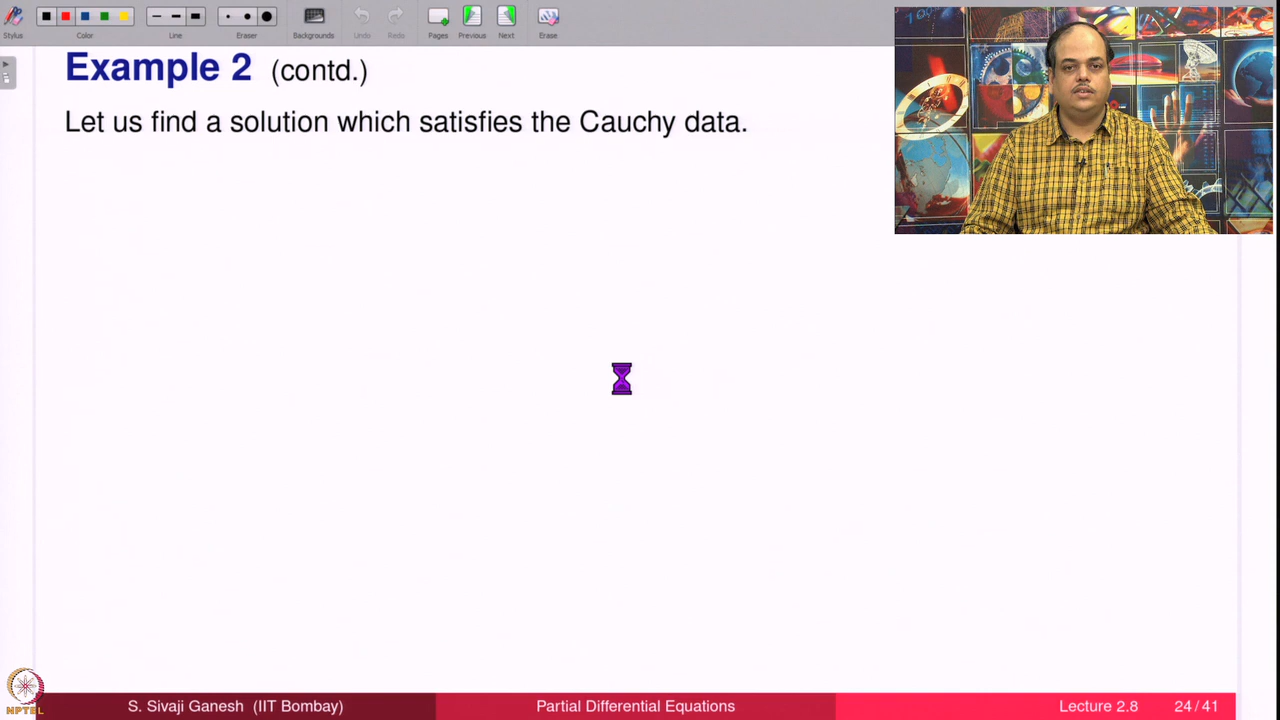 Stylus
Color
Line
Eraser
Backgrounds
Undo
Redo
Pages
Previous
Next
Erase
Example 2 (contd.)
Let us find a solution which satisfies the Cauchy data.
NPTEL
S. Sivaji Ganesh (IIT Bombay)
Partial Differential Equations
Lecture 2.8
24/41